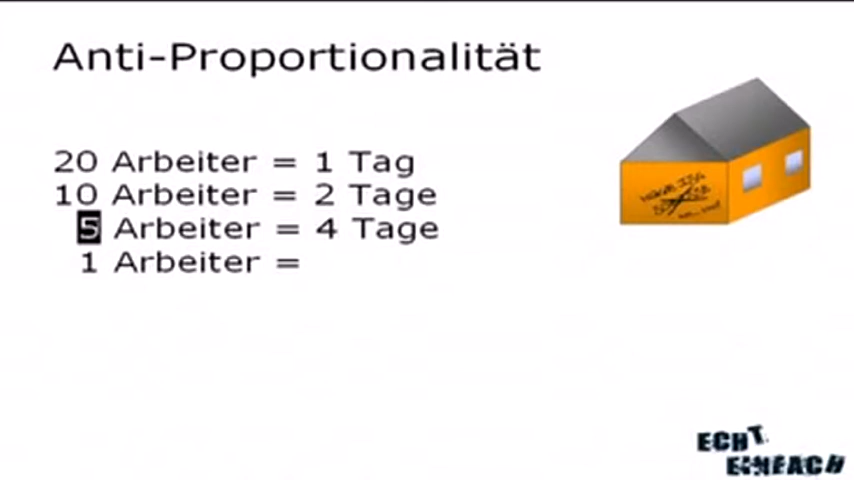 Anti-Proportionalität
20 Arbeiter = 1 Tag
10 Arbeiter = 2 Tage
5 Arbeiter = 4 Tage
1 Arbeiter =
ECHT
EINFACH